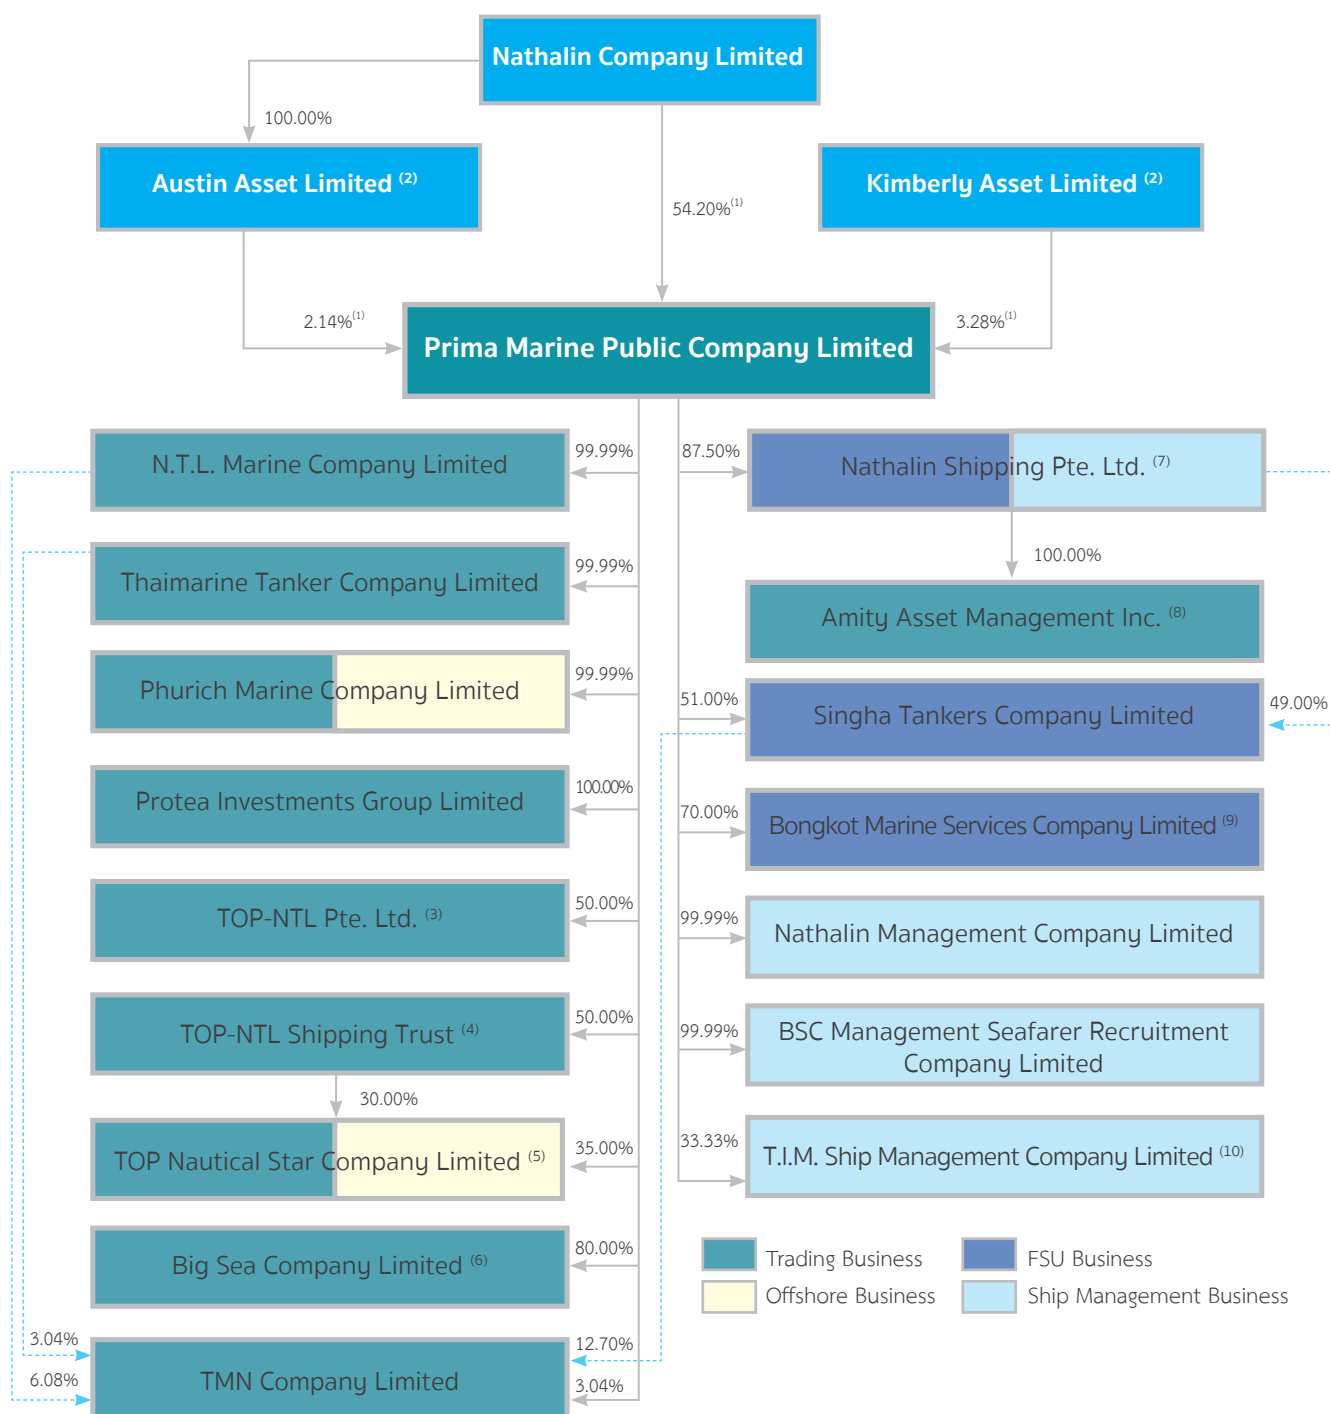 Nathalin Company Limited
100.00%
Austin Asset Limited (2)
Kimberly Asset Limited (2)
54.20%(1)
2.14%(1)
3.28%(1)
Prima Marine Public Company Limited
N.T.L. Marine Company Limited
99.99%
87.50%
Nathalin Shipping Pte. Ltd. (7)
Thaimarine Tanker Company Limited
99.99%
100.00%
Amity Asset Management Inc. (8)
Phurich Marine Company Limited
99.99%
51.00%
Singha Tankers Company Limited
49.00%
Protea Investments Group Limited
100.00%
70.00%
Bongkot Marine Services Company Limited (9)
TOP-NTL Pte. Ltd. (3)
50.00%
99.99%
Nathalin Management Company Limited
TOP-NTL Shipping Trust (4)
50.00%
99.99%
BSC Management Seafarer Recruitment
Company Limited
30.00%
TOP Nautical Star Company Limited (5)
35.00%
33.33%
T.I.M. Ship Management Company Limited (10)
Big Sea Company Limited (6)
80.00%
Trading Business
FSU Business
Offshore Business
Ship Management Business
3.04%
12.70%
6.08%
TMN Company Limited
3.04%